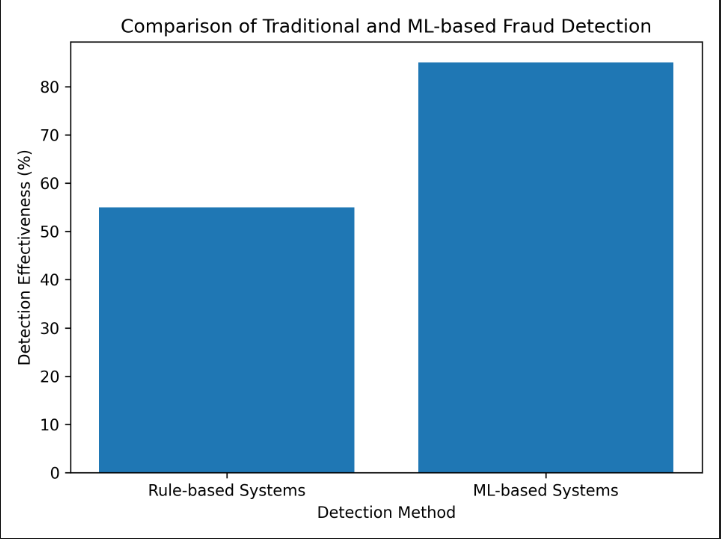 Comparison of Traditional and ML-based Fraud Detection
Detection Effectiveness (%)
80
70
60
50
40
30
20
10
0
Rule-based Systems
ML-based Systems
Detection Method